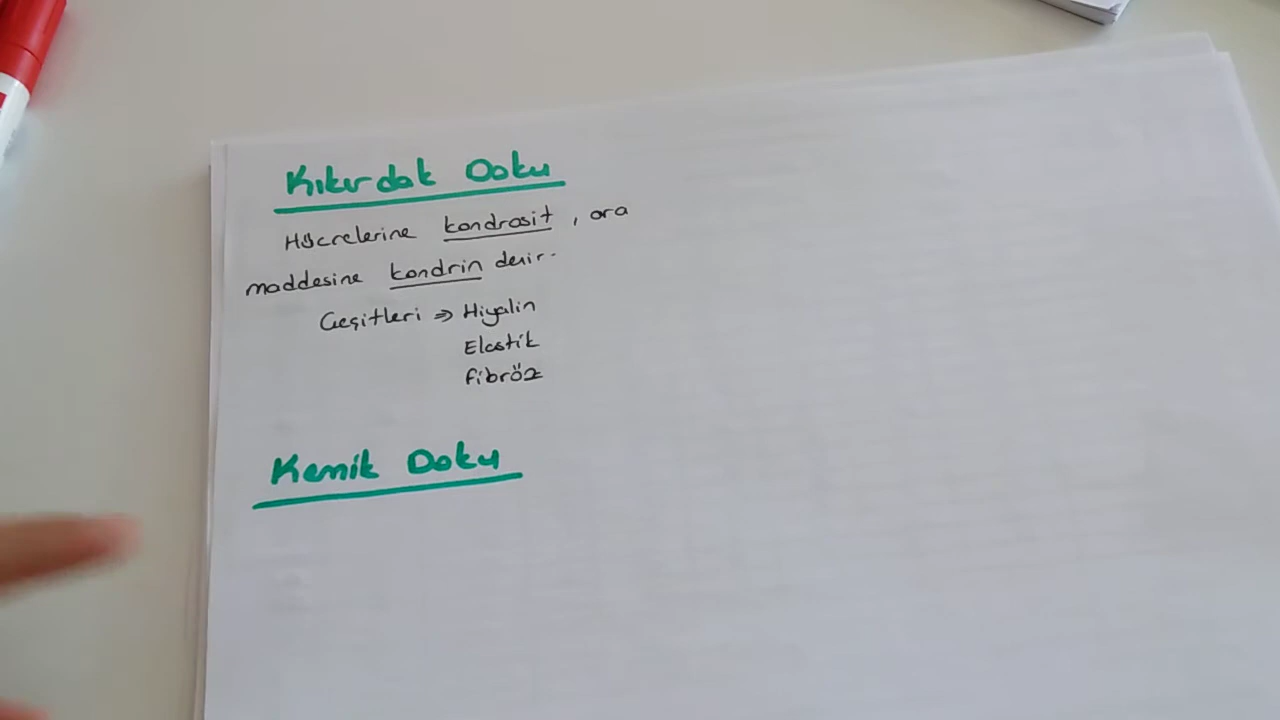 Kıkırdak Doku
Hücrelerine kondrosit, ara
maddesine kondrin denir.
Çeşitleri ⇒ Hiyalin
Elastik
Fibröz
Kemik Doku